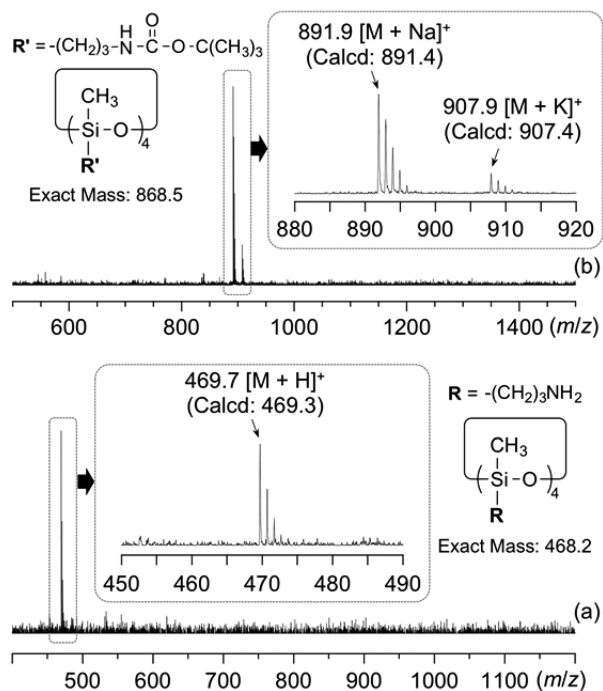 R' = -(CH2)3-N-C-O-C(CH3)3
H
O
CH3
(Si-O)4
R'
Exact Mass: 868.5
891.9 [M + Na]+
(Calcd: 891.4)
907.9 [M + K]+
(Calcd: 907.4)
880 890 900 910 920
(b)
600 800 1000 1200 1400 (m/z)
469.7 [M + H]+
(Calcd: 469.3)
450 460 470 480 490
R = -(CH2)3NH2
CH3
(Si-O)4
R
Exact Mass: 468.2
(a)
500 600 700 800 900 1000 1100 (m/z)